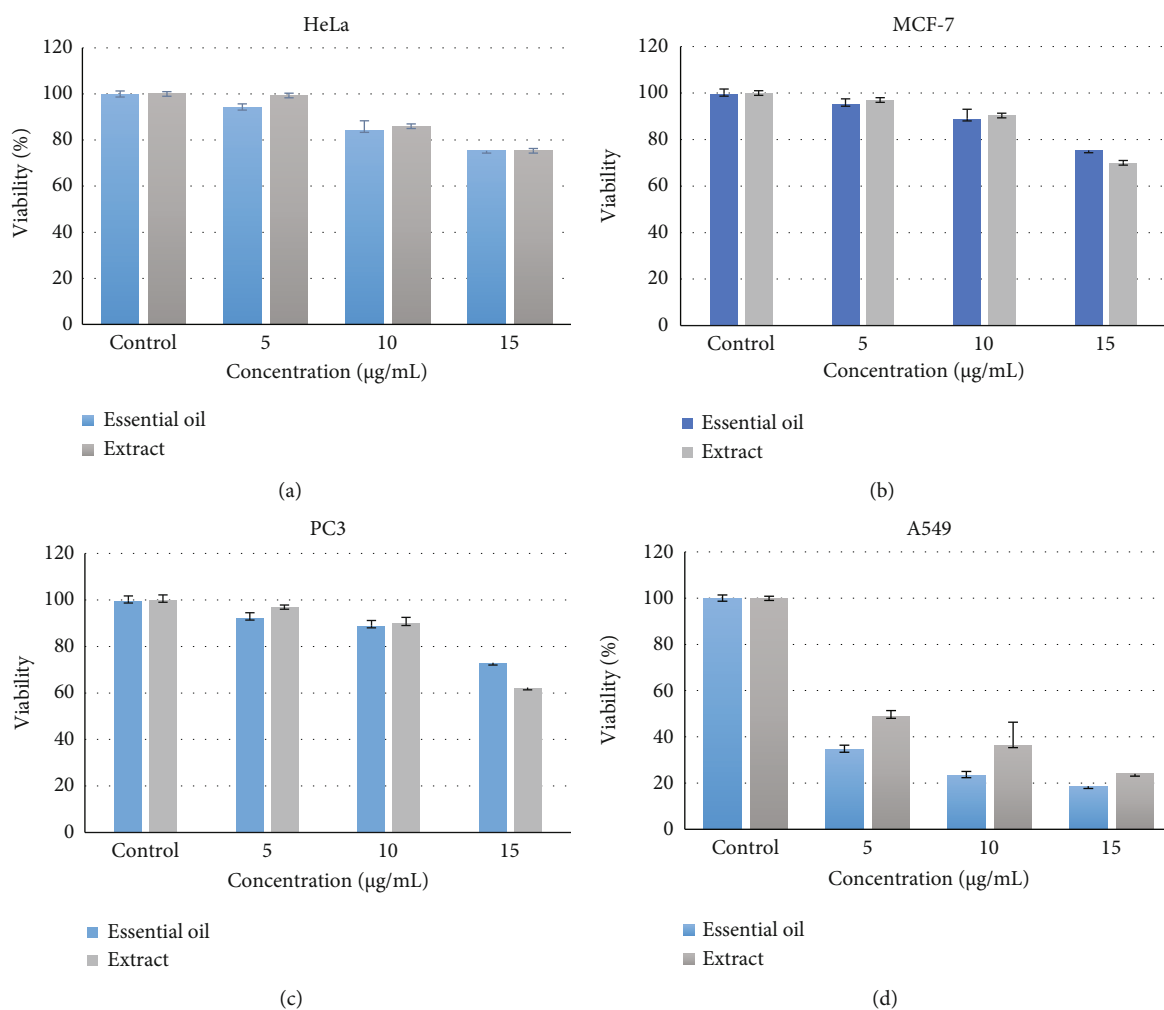 HeLa
120
100
80
60
40
20
0
Viability (%)
Control 5 10 15
Concentration (μg/mL)
Essential oil
Extract
(a)
MCF-7
120
100
80
60
40
20
0
Viability
Control 5 10 15
Concentration (μg/mL)
Essential oil
Extract
(b)
PC3
120
100
80
60
40
20
0
Viability
Control 5 10 15
Concentration (μg/mL)
Essential oil
Extract
(c)
A549
120
100
80
60
40
20
0
Viability (%)
Control 5 10 15
Concentration (μg/mL)
Essential oil
Extract
(d)